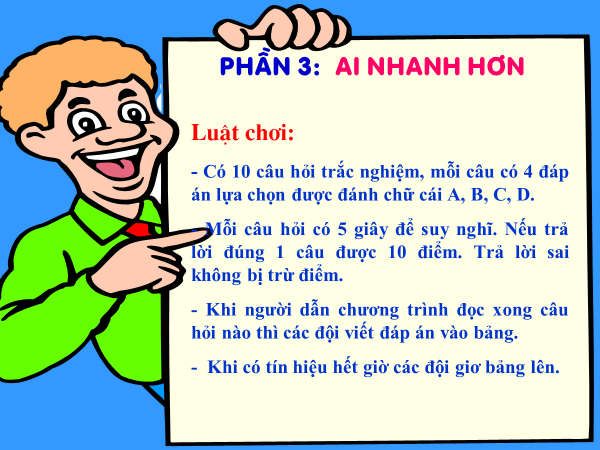 PHẦN 3: AI NHANH HƠN
Luật chơi:
- Có 10 câu hỏi trắc nghiệm, mỗi câu có 4 đáp
án lựa chọn được đánh chữ cái A, B, C, D.
- Mỗi câu hỏi có 5 giây để suy nghĩ. Nếu trả
lời đúng 1 câu được 10 điểm. Trả lời sai
không bị trừ điểm.
- Khi người dẫn chương trình đọc xong câu
hỏi nào thì các đội viết đáp án vào bảng.
- Khi có tín hiệu hết giờ các đội giơ bảng lên.